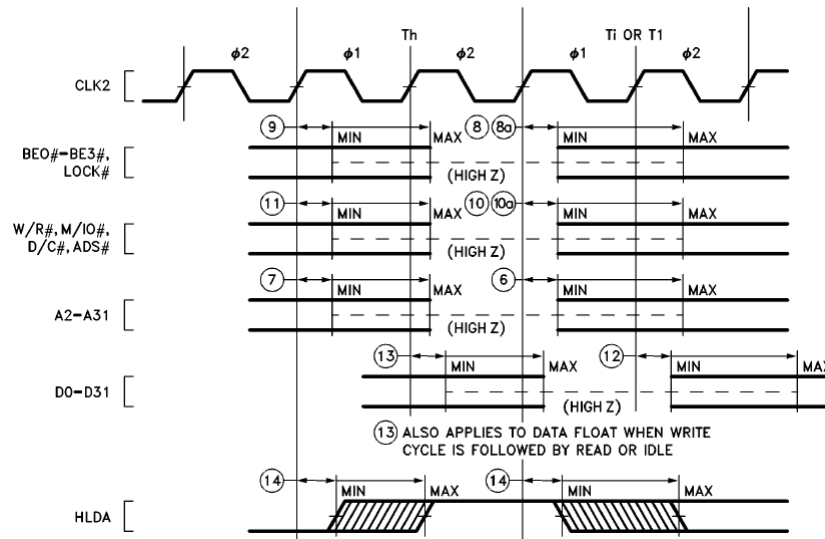 Th Ti OR T1
ϕ2 ϕ1 ϕ2 ϕ1 ϕ2
CLK2
9 MIN MAX 8 8a MIN MAX
BE0#-BE3#,
LOCK#
(HIGH Z)
11 MIN MAX 10 10a MIN MAX
W/R#, M/IO#,
D/C#, ADS#
(HIGH Z)
7 MIN MAX 6 MIN MAX
A2-A31
(HIGH Z)
13 MIN MAX 12 MIN MAX
D0-D31
(HIGH Z)
13 ALSO APPLIES TO DATA FLOAT WHEN WRITE
CYCLE IS FOLLOWED BY READ OR IDLE
14 MIN MAX 14 MIN MAX
HLDA